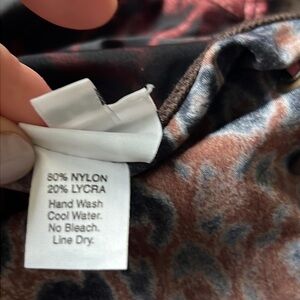 80% NYLON
20% LYCRA
Hand Wash
Cool Water.
No Bleach.
Line Dry.